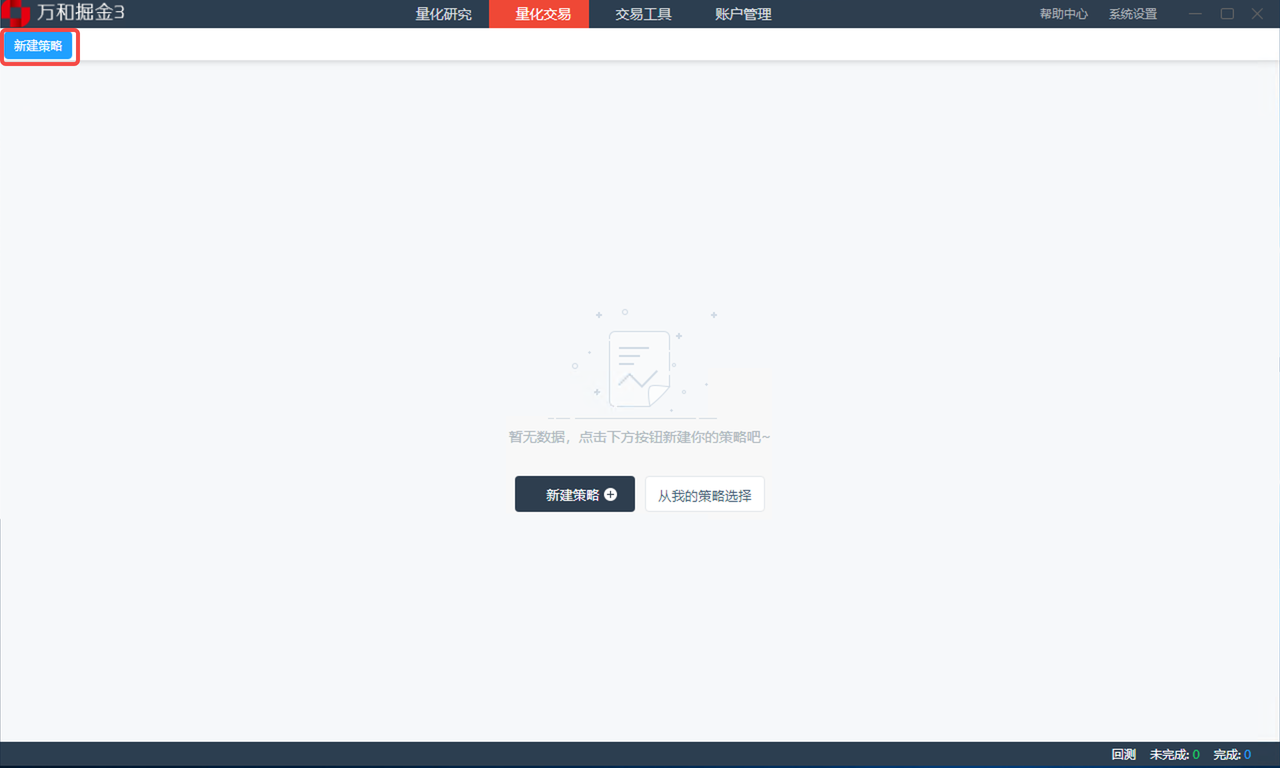 万和掘金3 量化研究 量化交易 交易工具 账户管理 帮助中心 系统设置
新建策略
暂无数据，点击下方按钮新建你的策略吧~
新建策略 从我的策略选择
回测 未完成: 0 完成: 0